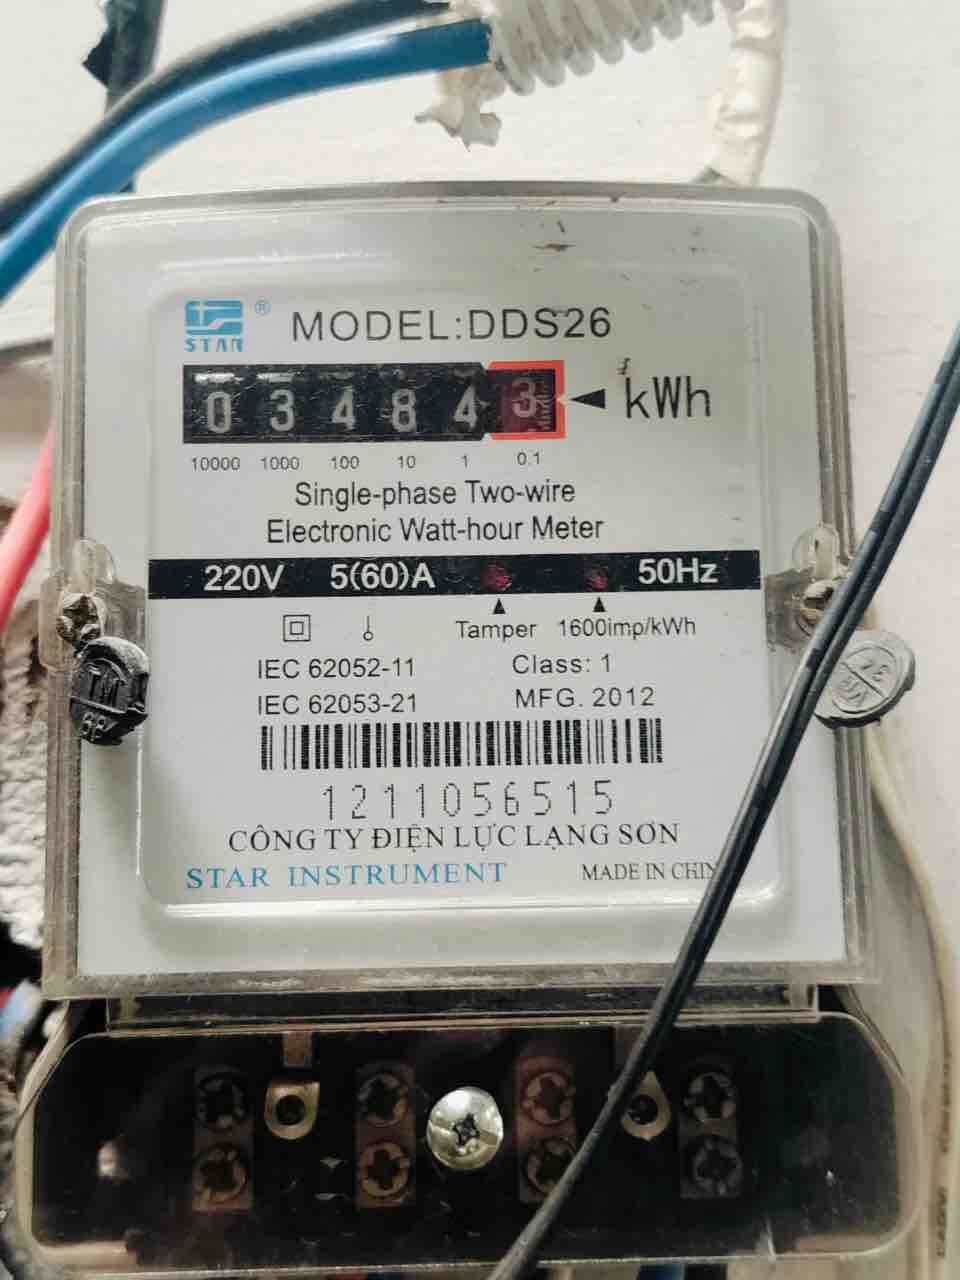 STAR ®
MODEL:DDS26
0 3 4 8 4 3 kWh
10000 1000 100 10 1 0.1
Single-phase Two-wire
Electronic Watt-hour Meter
220V 5(60)A 50Hz
Tamper 1600imp/kWh
IEC 62052-11 Class: 1
IEC 62053-21 MFG. 2012
1211056515
CÔNG TY ĐIỆN LỰC LẠNG SƠN
STAR INSTRUMENT MADE IN CHIN